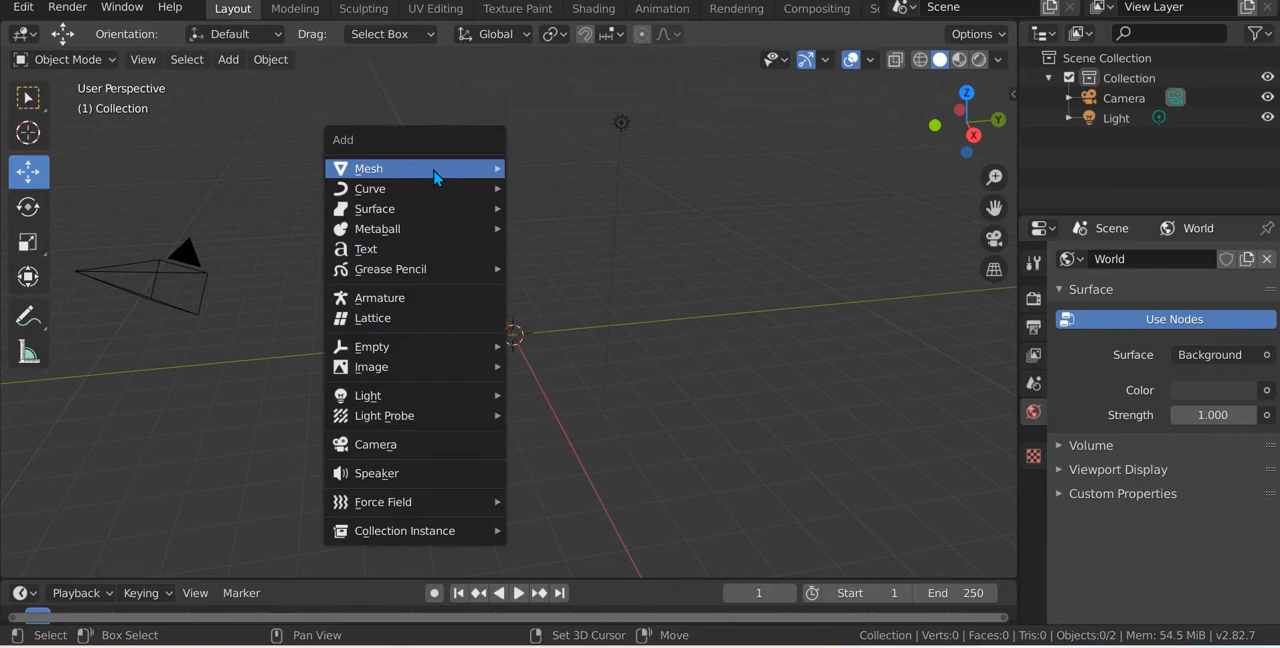 Edit Render Window Help Layout Modeling Sculpting UV Editing Texture Paint Shading Animation Rendering Compositing Sc Scene View Layer
Orientation: Default Drag: Select Box Global Options
Object Mode View Select Add Object
User Perspective
(1) Collection
Add
Mesh
Curve
Surface
Metaball
Text
Grease Pencil
Armature
Lattice
Empty
Image
Light
Light Probe
Camera
Speaker
Force Field
Collection Instance
Z
Y
X
Scene Collection
Collection
Camera
Light
Scene World
World
Surface
Use Nodes
Surface Background
Color
Strength 1.000
Volume
Viewport Display
Custom Properties
Playback Keying View Marker 1 Start 1 End 250
Select Box Select Pan View Set 3D Cursor Move Collection | Verts:0 | Faces:0 | Tris:0 | Objects:0/2 | Mem: 54.5 MiB | v2.82.7